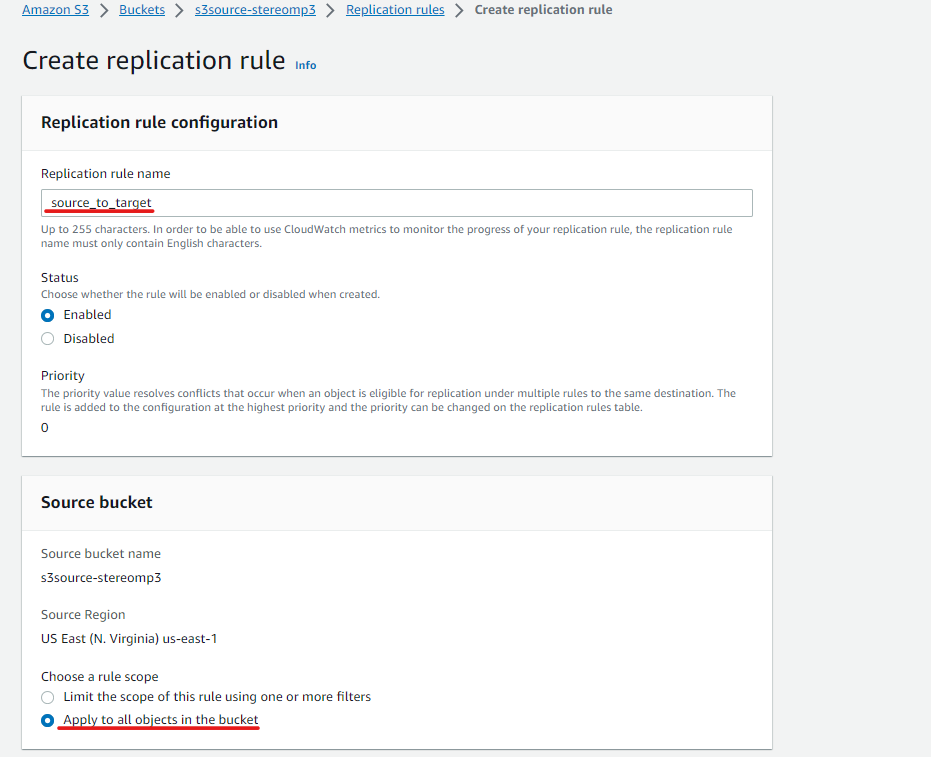 Amazon S3 > Buckets > s3source-stereomp3 > Replication rules > Create replication rule
Create replication rule Info
Replication rule configuration
Replication rule name
source_to_target
Up to 255 characters. In order to be able to use CloudWatch metrics to monitor the progress of your replication rule, the replication rule
name must only contain English characters.
Status
Choose whether the rule will be enabled or disabled when created.
Enabled
Disabled
Priority
The priority value resolves conflicts that occur when an object is eligible for replication under multiple rules to the same destination. The
rule is added to the configuration at the highest priority and the priority can be changed on the replication rules table.
0
Source bucket
Source bucket name
s3source-stereomp3
Source Region
US East (N. Virginia) us-east-1
Choose a rule scope
Limit the scope of this rule using one or more filters
Apply to all objects in the bucket